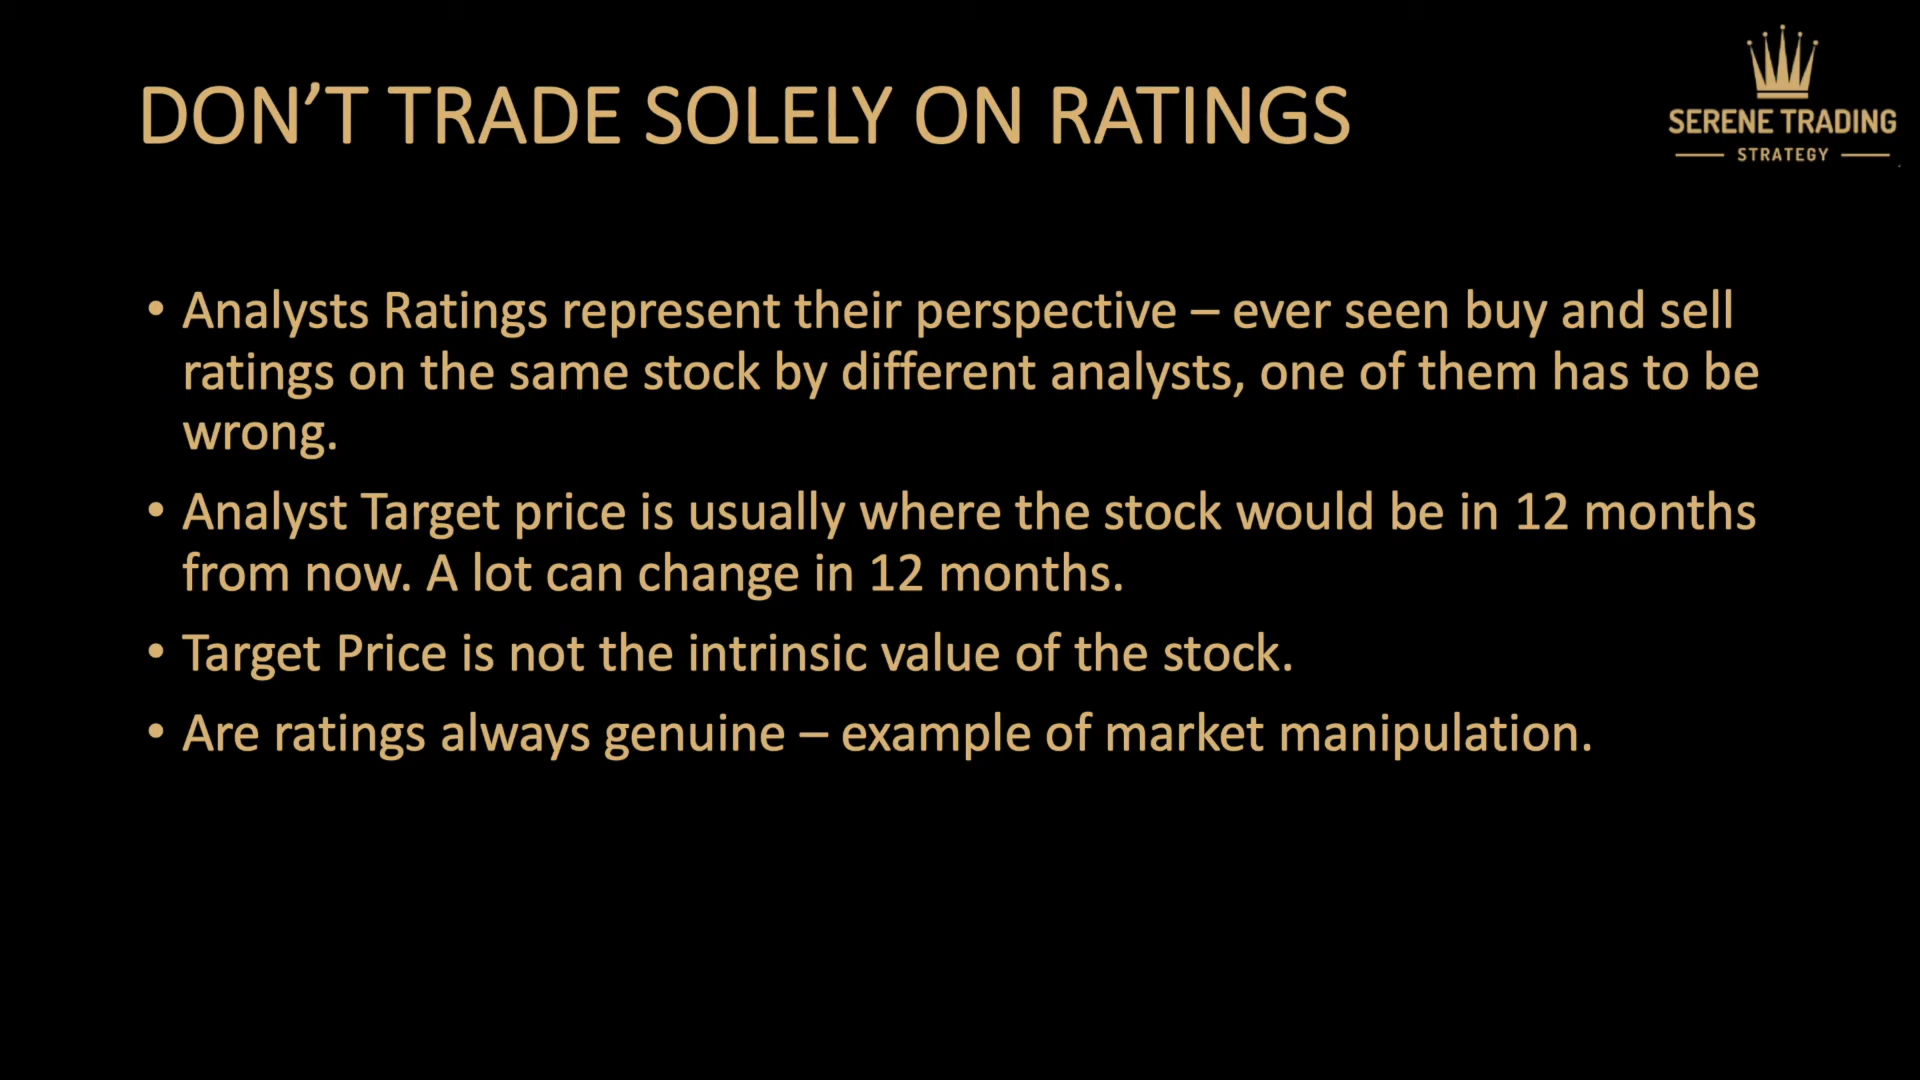 DON’T TRADE SOLELY ON RATINGS
SERENE TRADING
STRATEGY
• Analysts Ratings represent their perspective – ever seen buy and sell
ratings on the same stock by different analysts, one of them has to be
wrong.
• Analyst Target price is usually where the stock would be in 12 months
from now. A lot can change in 12 months.
• Target Price is not the intrinsic value of the stock.
• Are ratings always genuine – example of market manipulation.